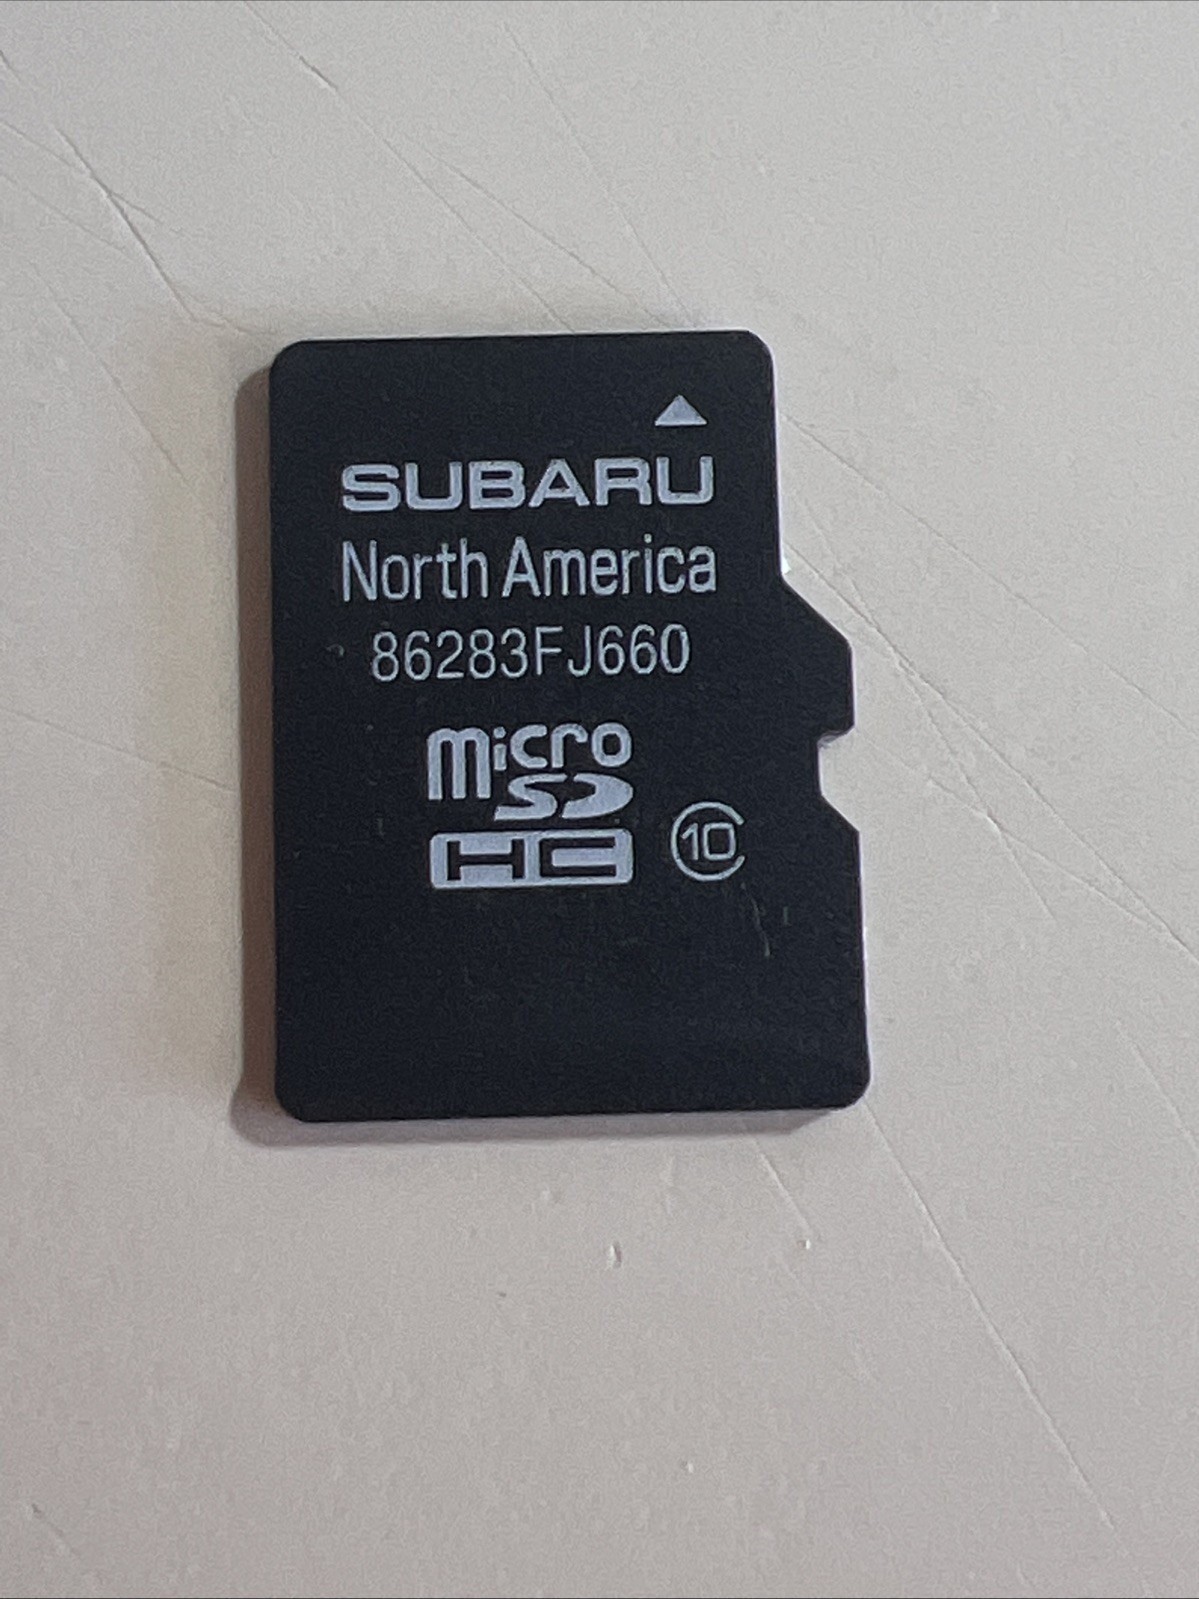 SUBARU
North America
86283FJ660
micro
SD
HC 10